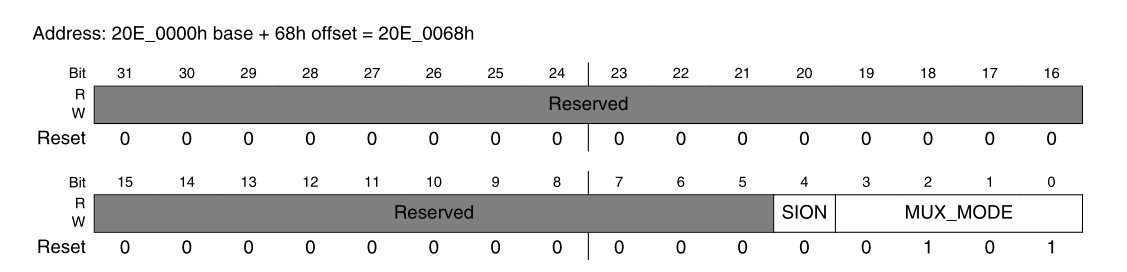 Address: 20E_0000h base + 68h offset = 20E_0068h
Bit 31 30 29 28 27 26 25 24 23 22 21 20 19 18 17 16
R
Reserved
W
Reset 0 0 0 0 0 0 0 0 0 0 0 0 0 0 0 0
Bit 15 14 13 12 11 10 9 8 7 6 5 4 3 2 1 0
R
Reserved SION MUX_MODE
W
Reset 0 0 0 0 0 0 0 0 0 0 0 0 0 1 0 1